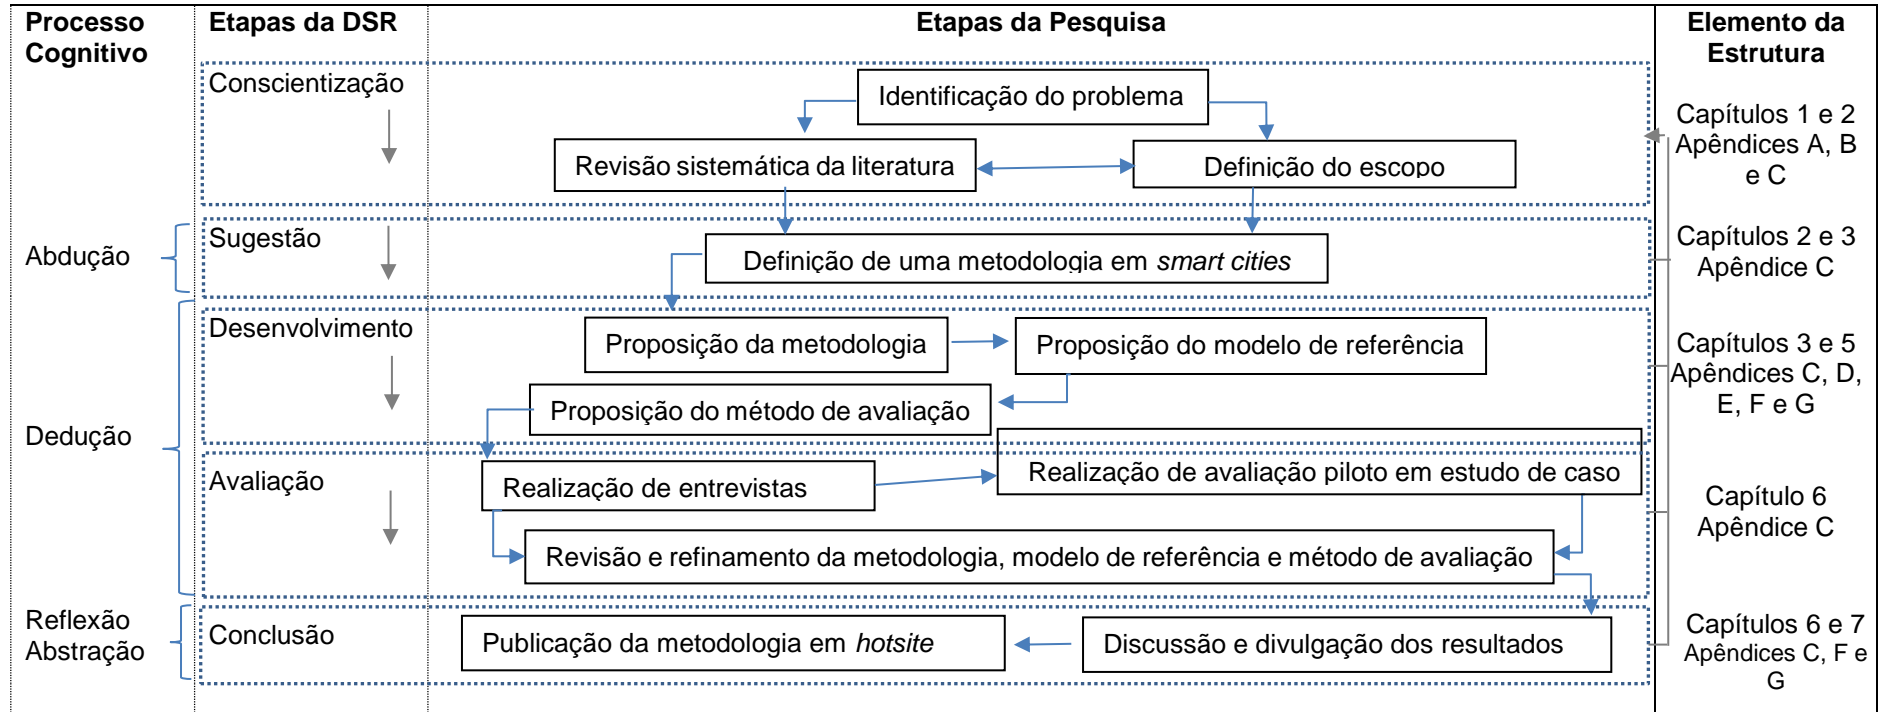 Processo
Cognitivo
Etapas da DSR
Etapas da Pesquisa
Elemento da
Estrutura
Conscientização
Identificação do problema
Revisão sistemática da literatura
Definição do escopo
Capítulos 1 e 2
Apêndices A, B
e C
Abdução
Sugestão
Definição de uma metodologia em smart cities
Capítulos 2 e 3
Apêndice C
Dedução
Desenvolvimento
Proposição da metodologia
Proposição do modelo de referência
Proposição do método de avaliação
Capítulos 3 e 5
Apêndices C, D,
E, F e G
Avaliação
Realização de entrevistas
Realização de avaliação piloto em estudo de caso
Revisão e refinamento da metodologia, modelo de referência e método de avaliação
Capítulo 6
Apêndice C
Reflexão
Abstração
Conclusão
Publicação da metodologia em hotsite
Discussão e divulgação dos resultados
Capítulos 6 e 7
Apêndices C, F e
G